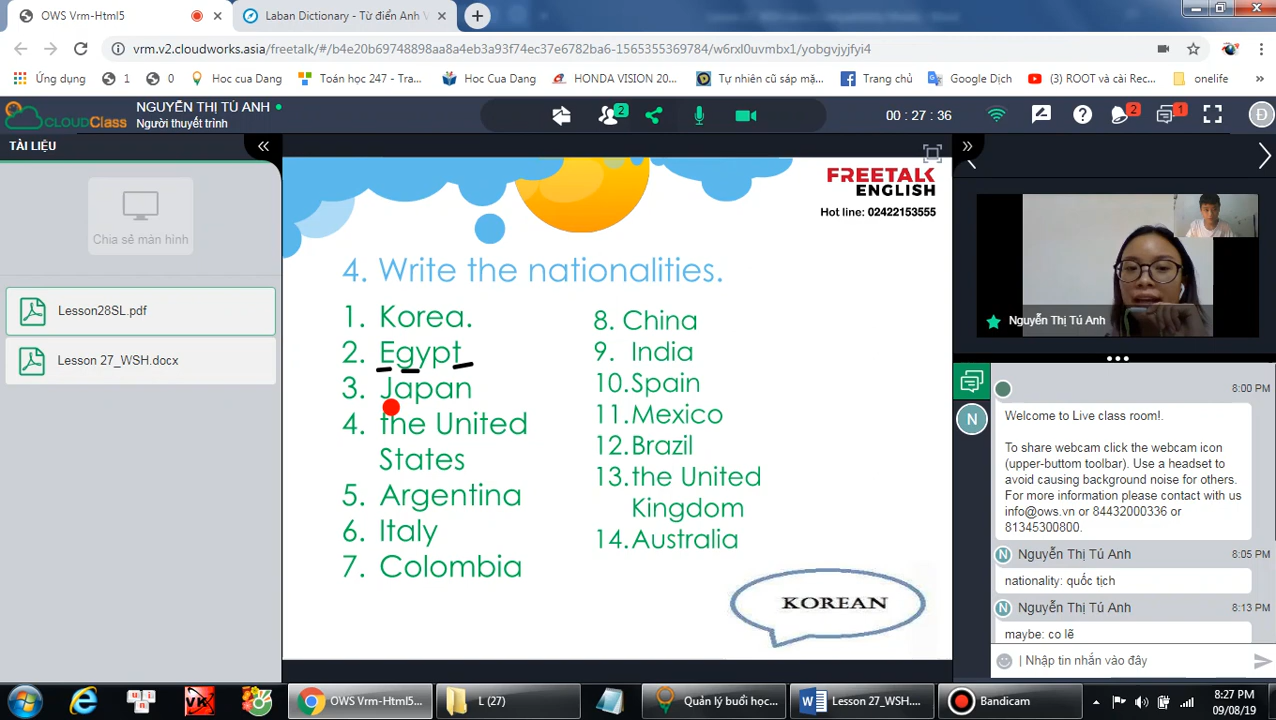 OWS Vrm-Html5
Laban Dictionary - Từ điển Anh V
vrm.v2.cloudworks.asia/freetalk/#/b4e20b69748898aa8a4eb3a93f74ec37e6782ba6-1565355369784/w6rxl0uvmbx1/yobgvjyjfyi4
Ứng dụng
1
0
Hoc cua Dang
Toán học 247 - Tra...
Hoc Cua Dang
HONDA VISION 20...
Tự nhiên cũ sáp mặ...
Trang chủ
Google Dịch
(3) ROOT và cài Rec...
onelife
CLOUDClass
NGUYỄN THỊ TÚ ANH
Người thuyết trình
2
00 : 27 : 36
2
1
Đ
TÀI LIỆU
Chia sẻ màn hình
Lesson28SL.pdf
Lesson 27_WSH.docx
FREETALK
ENGLISH
Hot line: 02422153555
4. Write the nationalities.
1. Korea.
2. Egypt
3. Japan
4. the United
States
5. Argentina
6. Italy
7. Colombia
8. China
9. India
10.Spain
11.Mexico
12.Brazil
13.the United
Kingdom
14.Australia
KOREAN
Nguyễn Thị Tú Anh
8:00 PM
N
Welcome to Live class room!.
To share webcam click the webcam icon
(upper-buttom toolbar). Use a headset to
avoid causing background noise for others.
For more information please contact with us
info@ows.vn or 84432000336 or
81345300800.
N Nguyễn Thị Tú Anh 8:05 PM
nationality: quốc tịch
N Nguyễn Thị Tú Anh 8:13 PM
maybe: co lẽ
Nhập tin nhắn vào đây
OWS Vrm-Html5...
L (27)
Quản lý buổi học...
Lesson 27_WSH....
Bandicam
8:27 PM
09/08/19